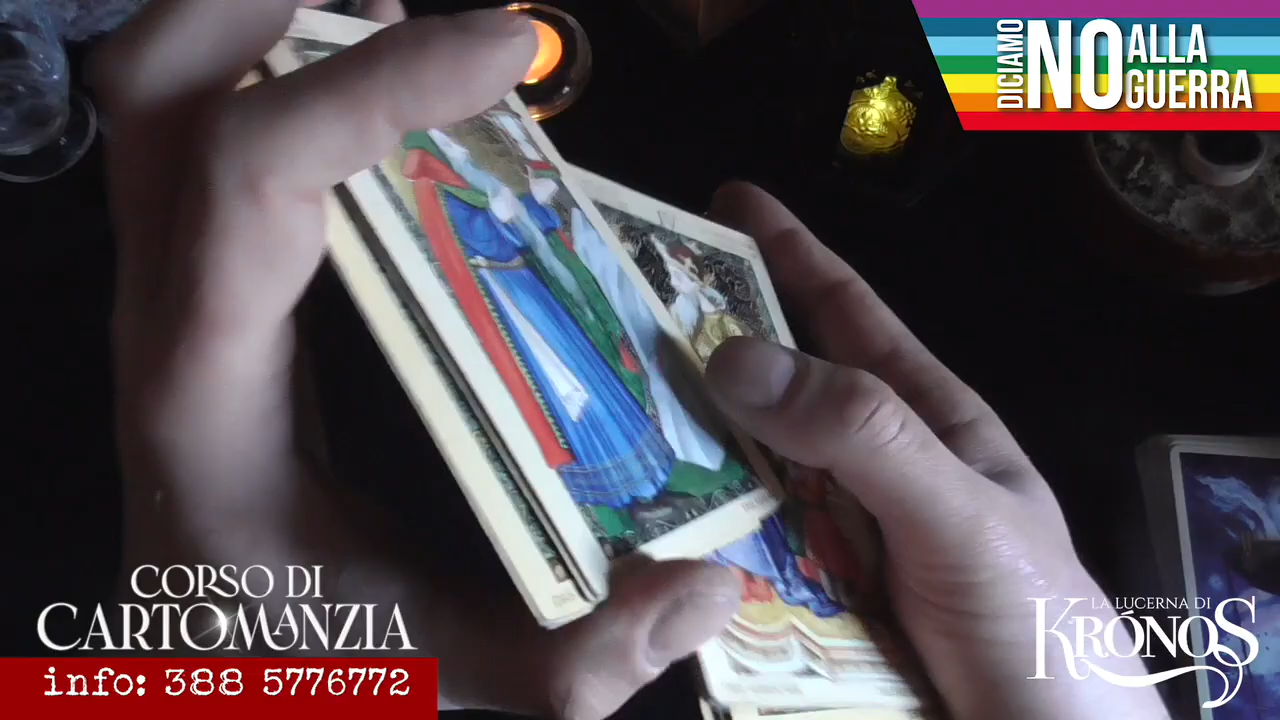 DICIAMO
NO
ALLA
GUERRA
CORSO DI
CARTOMANZIA
info: 388 5776772
LA LUCERNA DI
KRÓNOS